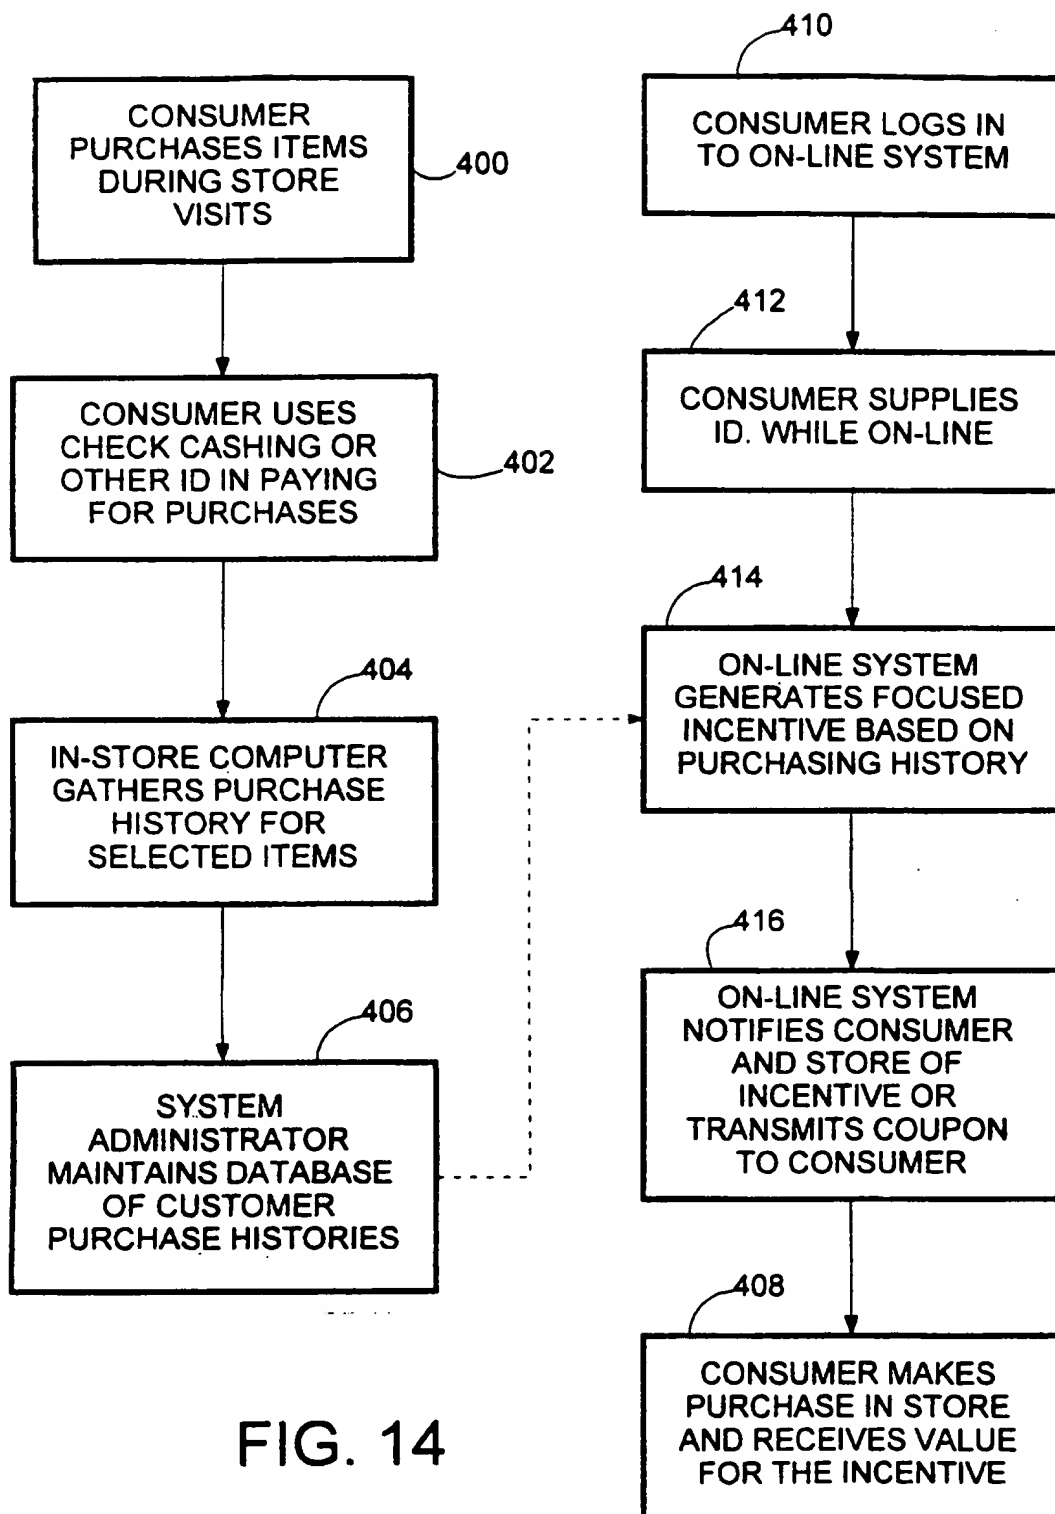 400
CONSUMER
PURCHASES ITEMS
DURING STORE
VISITS
402
CONSUMER USES
CHECK CASHING OR
OTHER ID IN PAYING
FOR PURCHASES
404
IN-STORE COMPUTER
GATHERS PURCHASE
HISTORY FOR
SELECTED ITEMS
406
SYSTEM
ADMINISTRATOR
MAINTAINS DATABASE
OF CUSTOMER
PURCHASE HISTORIES
410
CONSUMER LOGS IN
TO ON-LINE SYSTEM
412
CONSUMER SUPPLIES
ID. WHILE ON-LINE
414
ON-LINE SYSTEM
GENERATES FOCUSED
INCENTIVE BASED ON
PURCHASING HISTORY
416
ON-LINE SYSTEM
NOTIFIES CONSUMER
AND STORE OF
INCENTIVE OR
TRANSMITS COUPON
TO CONSUMER
408
CONSUMER MAKES
PURCHASE IN STORE
AND RECEIVES VALUE
FOR THE INCENTIVE
FIG. 14